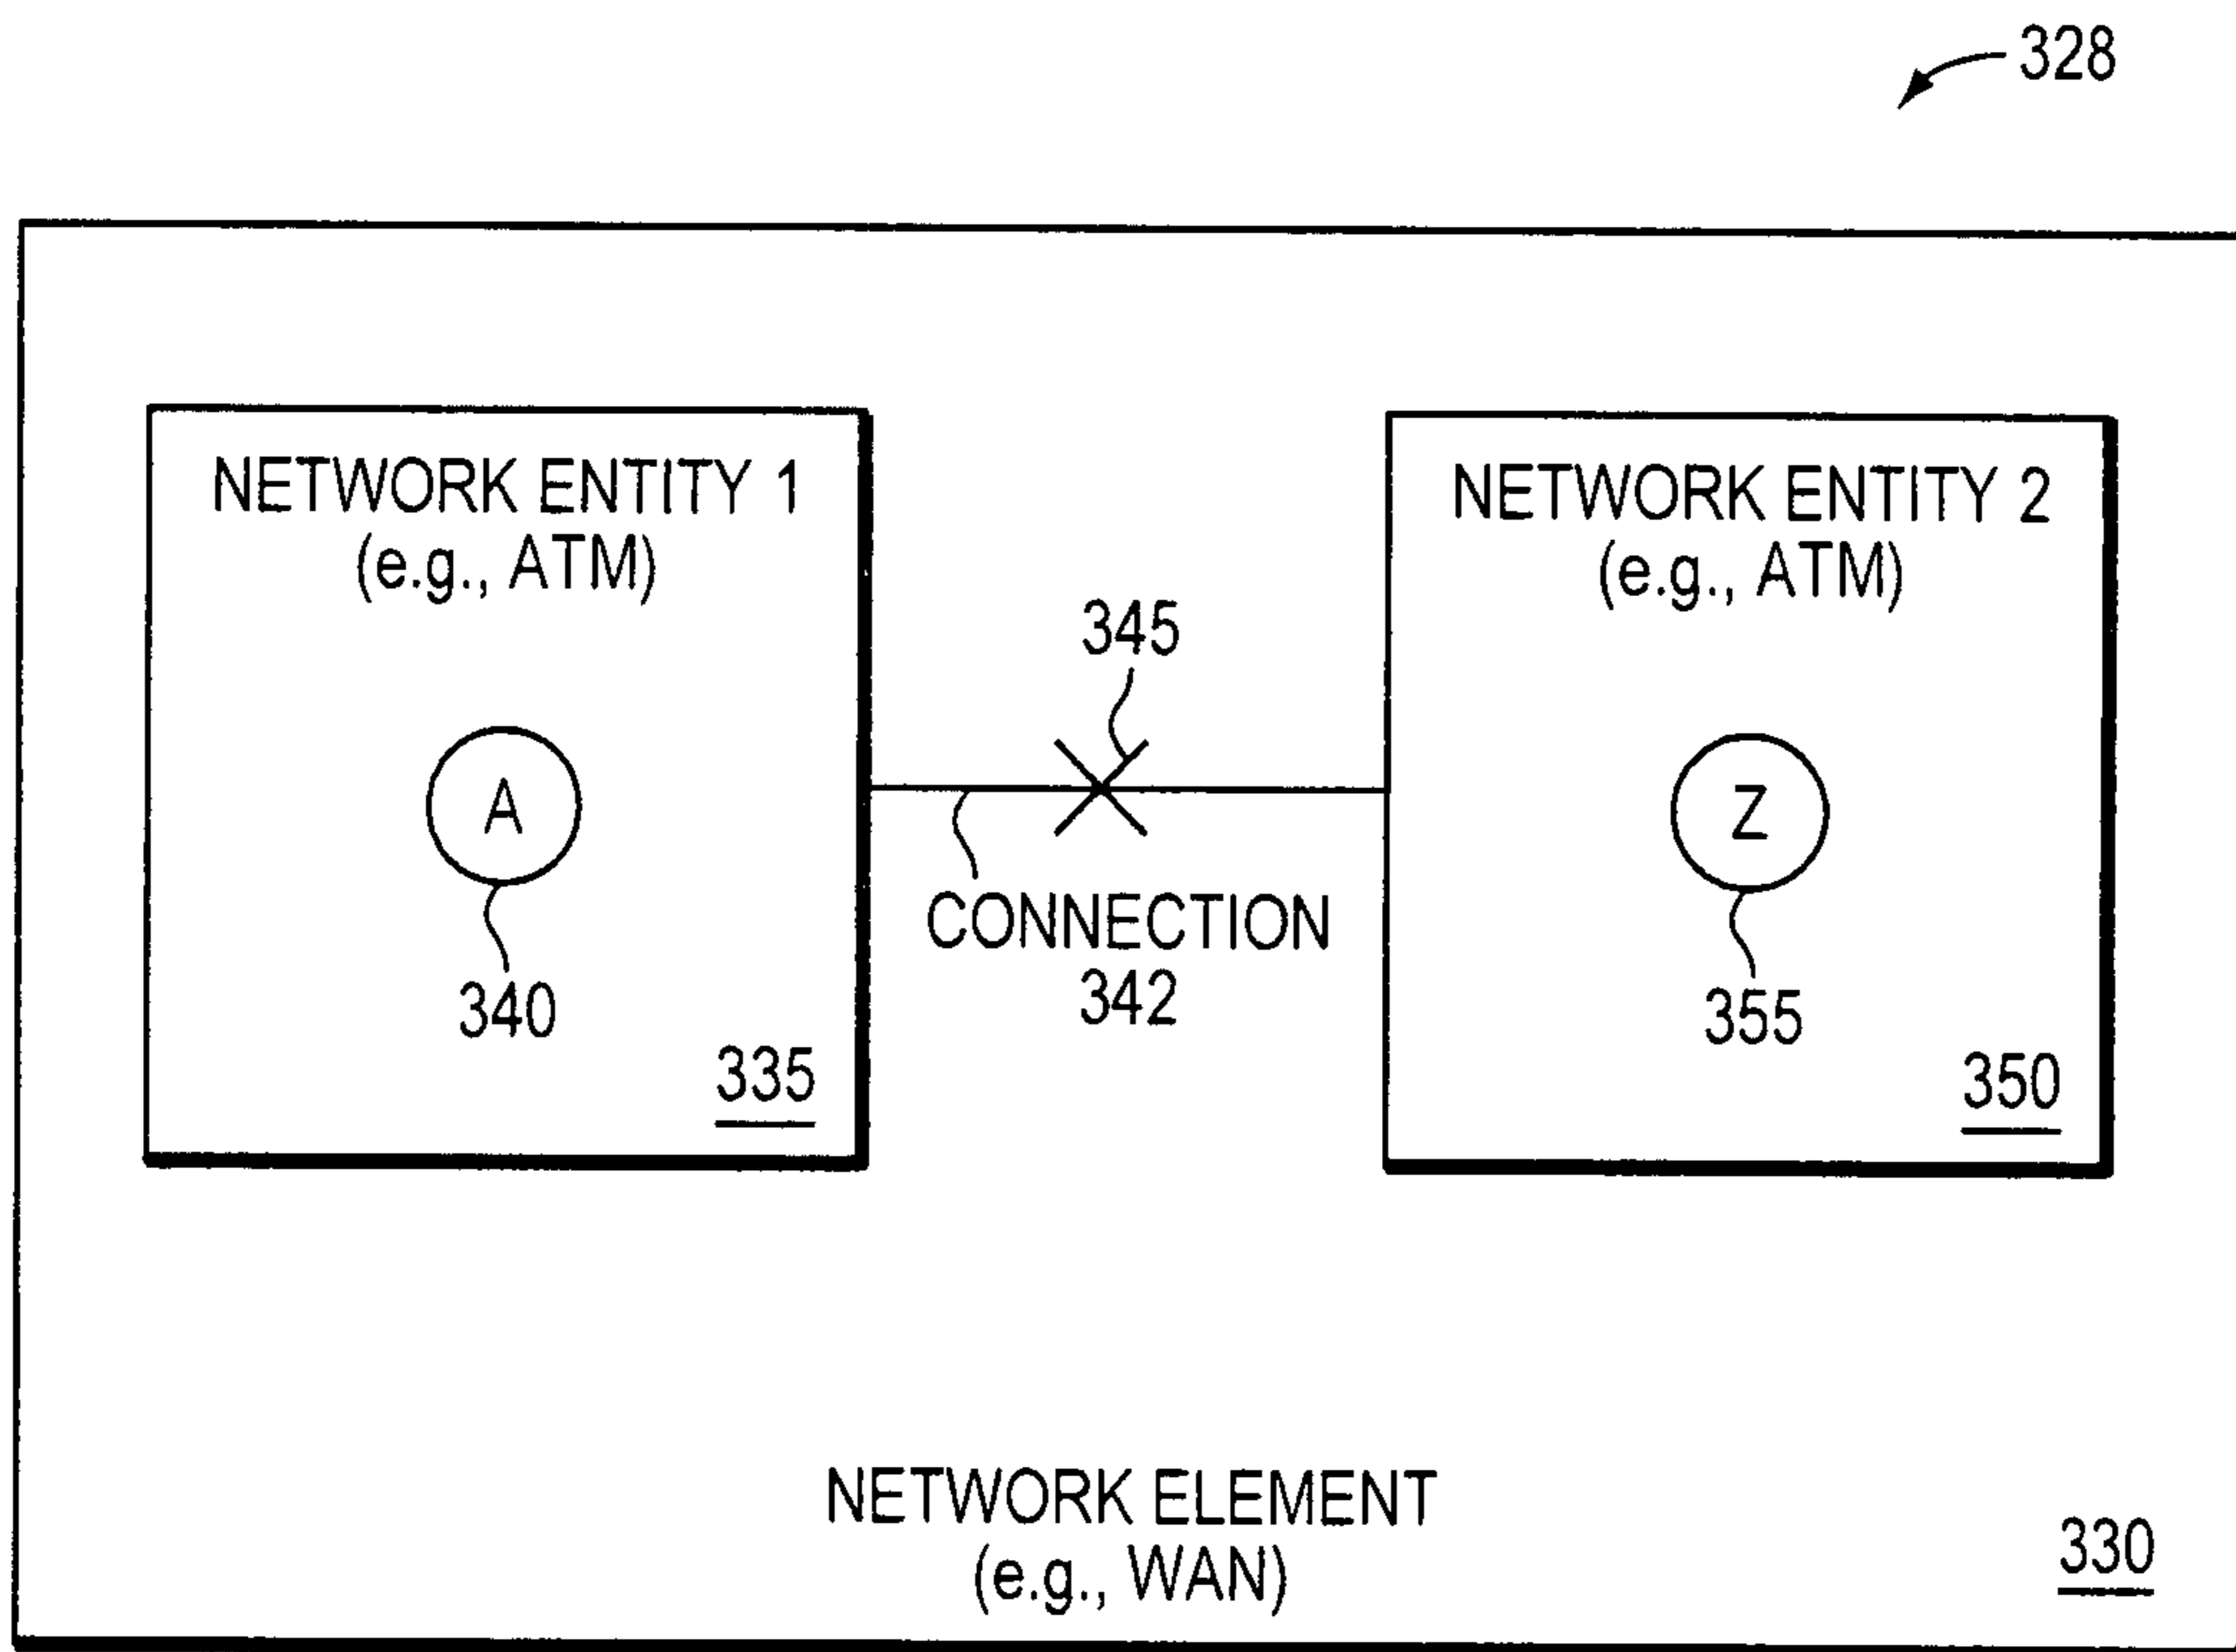 328
NETWORK ENTITY 1
(e.g., ATM)
A
340
335
345
CONNECTION
342
NETWORK ENTITY 2
(e.g., ATM)
Z
355
350
NETWORK ELEMENT
(e.g., WAN)
330